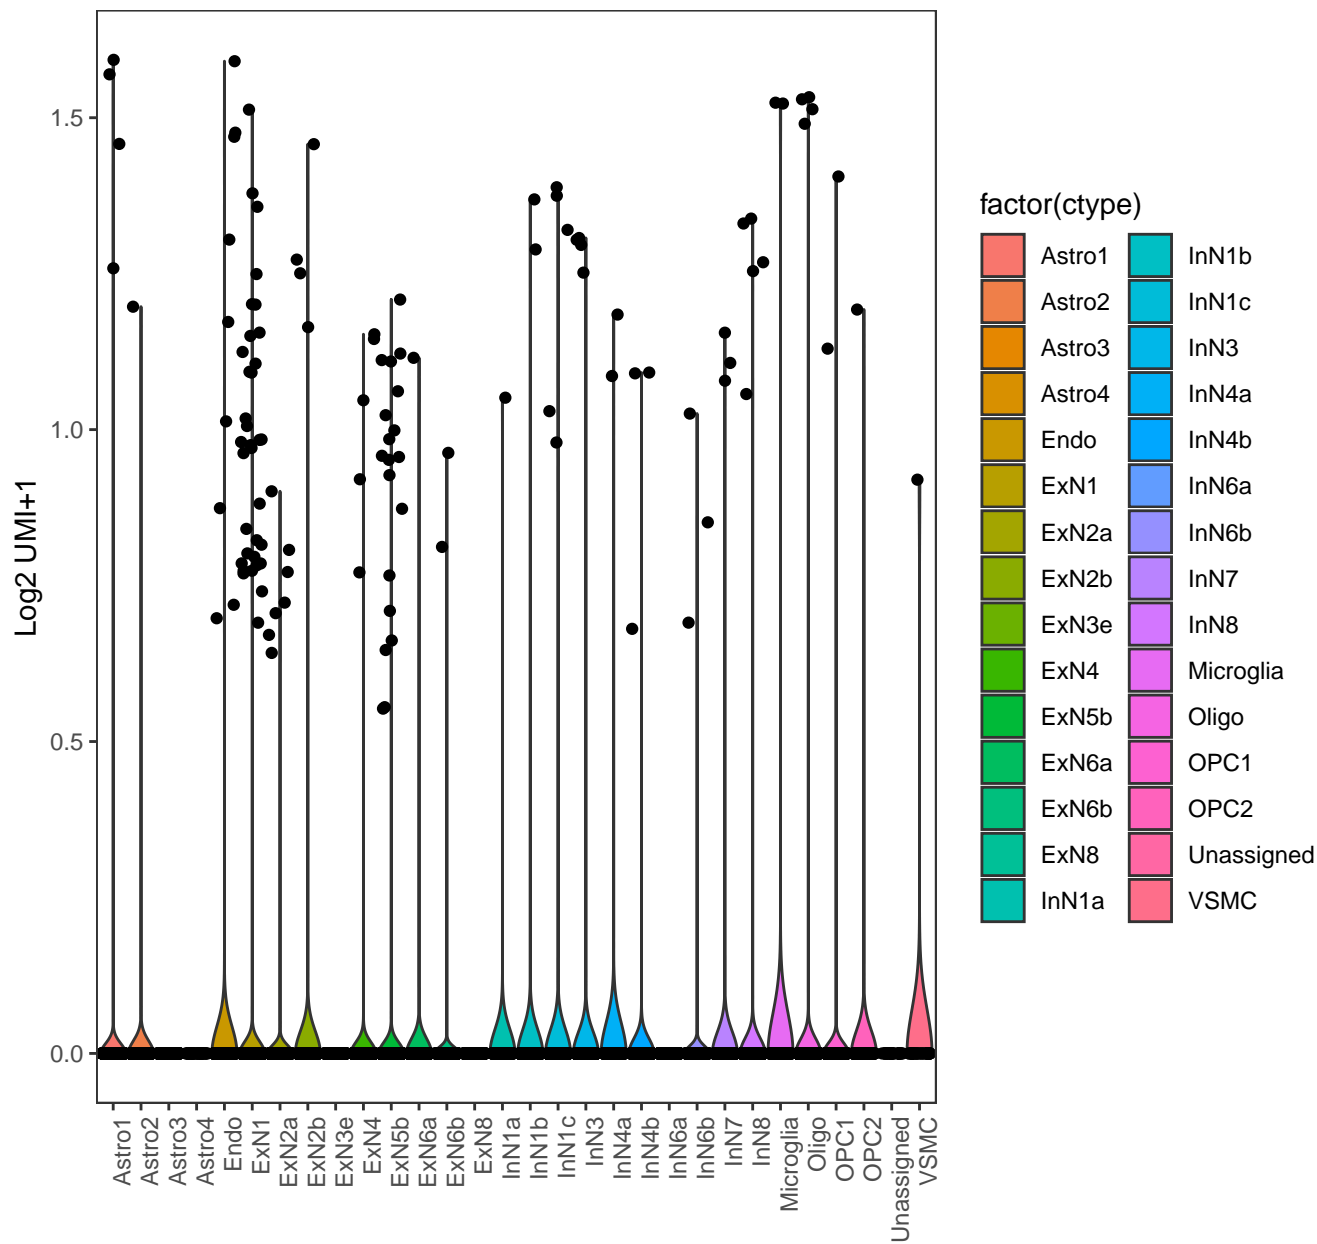 1.5
1.0
0.5
0.0
Log2 UMI+1
Astro1
Astro2
Astro3
Astro4
Endo
ExN1
ExN2a
ExN2b
ExN3e
ExN4
ExN5b
ExN6a
ExN6b
ExN8
InN1a
InN1b
InN1c
InN3
InN4a
InN4b
InN6a
InN6b
InN7
InN8
Microglia
Oligo
OPC1
OPC2
Unassigned
VSMC
factor(ctype)
Astro1
Astro2
Astro3
Astro4
Endo
ExN1
ExN2a
ExN2b
ExN3e
ExN4
ExN5b
ExN6a
ExN6b
ExN8
InN1a
InN1b
InN1c
InN3
InN4a
InN4b
InN6a
InN6b
InN7
InN8
Microglia
Oligo
OPC1
OPC2
Unassigned
VSMC